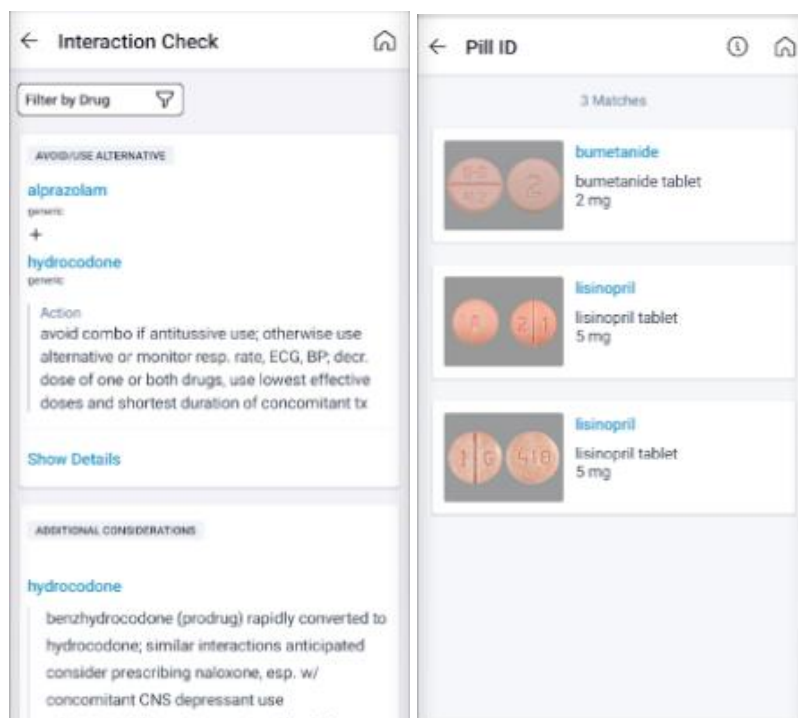 Interaction Check
Filter by Drug
AVOID/USE ALTERNATIVE
alprazolam
generic
+
hydrocodone
generic
Action
avoid combo if antitussive use; otherwise use
alternative or monitor resp. rate, ECG, BP; decr.
dose of one or both drugs, use lowest effective
doses and shortest duration of concomitant tx
Show Details
ADDITIONAL CONSIDERATIONS
hydrocodone
benzhydrocodone (prodrug) rapidly converted to
hydrocodone; similar interactions anticipated
consider prescribing naloxone, esp. w/
concomitant CNS depressant use
Pill ID
3 Matches
2
bumetanide
bumetanide tablet
2 mg
2 1
lisinopril
lisinopril tablet
5 mg
I G
418
lisinopril
lisinopril tablet
5 mg